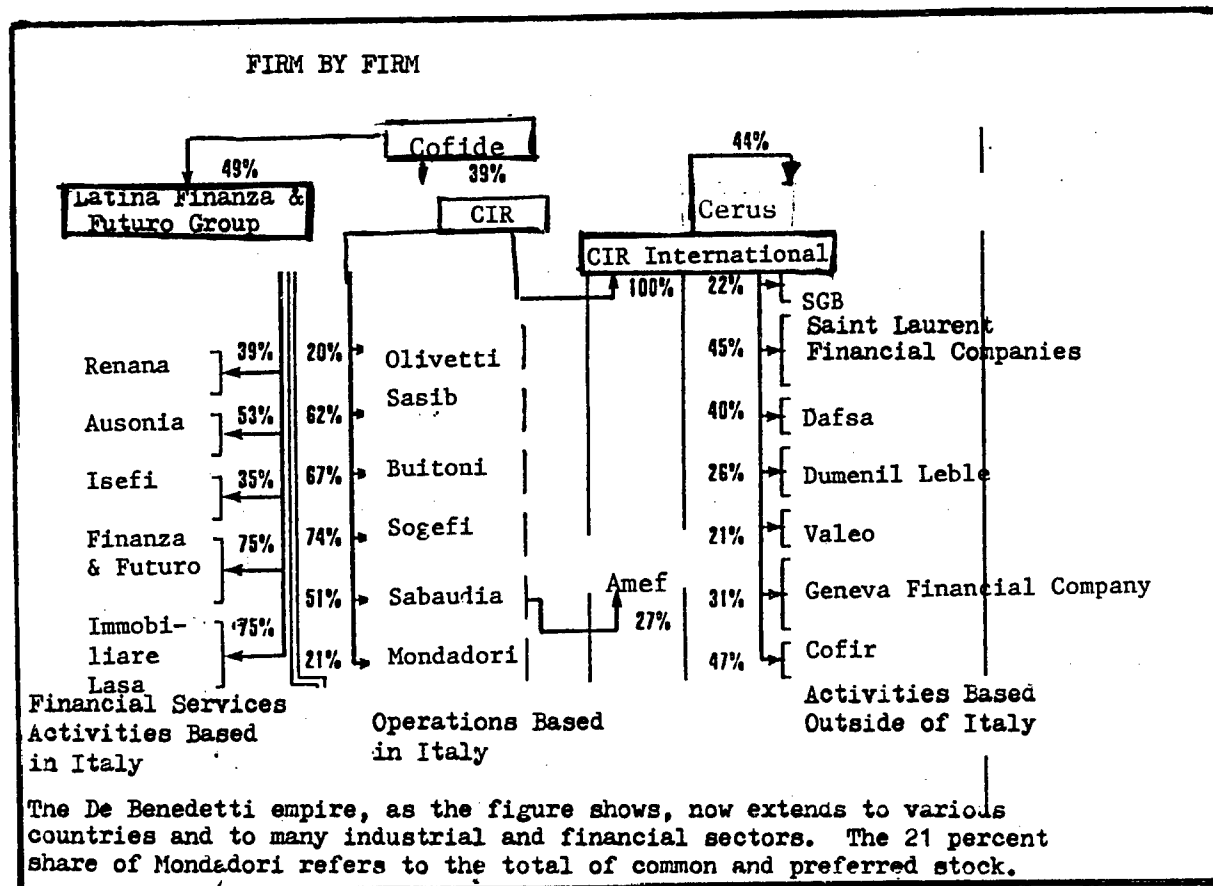 FIRM BY FIRM
Cofide
44%
49%
39%
Latina Finanza &
Futuro Group
CIR
Cerus
CIR International
100%
22%
SGB
Saint Laurent
Financial Companies
45%
Renana
39%
20%
Olivetti
Sasib
Ausonia
53%
62%
40%
Dafsa
Isefi
35%
67%
Buitoni
26%
Dumenil Leble
Finanza
& Futuro
75%
74%
Sogefi
21%
Valeo
51%
Sabaudia
Amef
27%
31%
Geneva Financial Company
Immobi-
liare
Lasa
75%
21%
Mondadori
47%
Cofir
Financial Services
Activities Based
in Italy
Operations Based
in Italy
Activities Based
Outside of Italy
The De Benedetti empire, as the figure shows, now extends to various
countries and to many industrial and financial sectors. The 21 percent
share of Mondadori refers to the total of common and preferred stock.